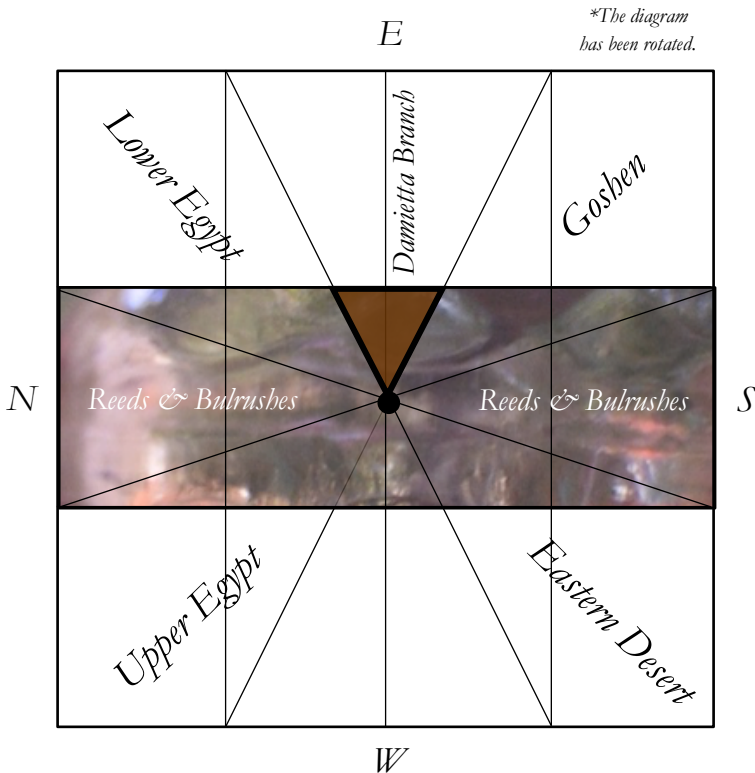 *The diagram
has been rotated.
E
Lower Egypt
Damietta Branch
Goshen
N
Reeds & Bulrushes
Reeds & Bulrushes
S
Upper Egypt
Eastern Desert
W